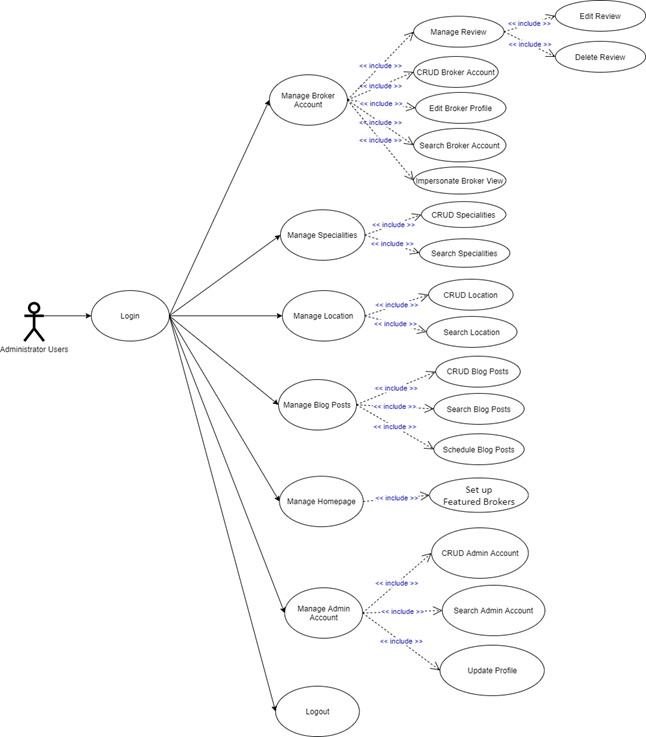 Administrator Users
Login
Manage Broker
Account
<< include >>
<< include >>
<< include >>
<< include >>
<< include >>
Manage Review
<< include >>
<< include >>
Edit Review
Delete Review
CRUD Broker Account
Edit Broker Profile
Search Broker Account
Impersonate Broker View
Manage Specialities
<< include >>
<< include >>
CRUD Specialities
Search Specialities
Manage Location
<< include >>
<< include >>
CRUD Location
Search Location
Manage Blog Posts
<< include >>
<< include >>
<< include >>
CRUD Blog Posts
Search Blog Posts
Schedule Blog Posts
Manage Homepage
<< include >>
Set up
Featured Brokers
Manage Admin
Account
<< include >>
<< include >>
<< include >>
CRUD Admin Account
Search Admin Account
Update Profile
Logout